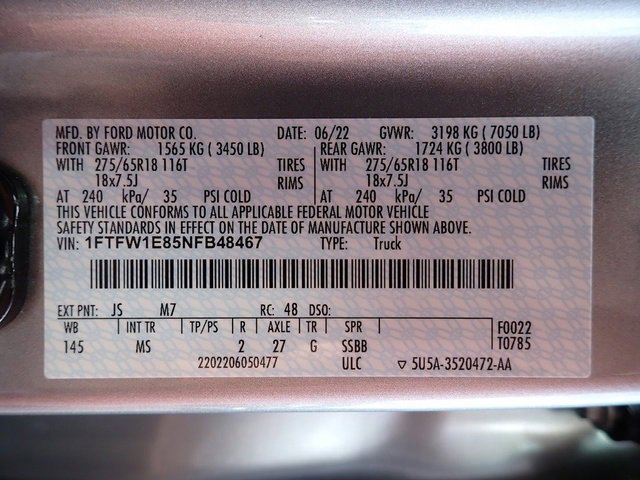 MFD. BY FORD MOTOR CO. DATE: 06/22 GVWR: 3198 KG ( 7050 LB)
FRONT GAWR: 1565 KG ( 3450 LB) REAR GAWR: 1724 KG ( 3800 LB)
WITH 275/65R18 116T TIRES WITH 275/65R18 116T TIRES
18x7.5J RIMS 18x7.5J RIMS
AT 240 kPa/ 35 PSI COLD AT 240 kPa/ 35 PSI COLD
THIS VEHICLE CONFORMS TO ALL APPLICABLE FEDERAL MOTOR VEHICLE
SAFETY STANDARDS IN EFFECT ON THE DATE OF MANUFACTURE SHOWN ABOVE.
VIN: 1FTFW1E85NFB48467 TYPE: Truck
EXT PNT: JS M7 RC: 48 DSO:
WB INT TR TP/PS R AXLE TR SPR F0022
145 MS 2 27 G SSBB T0785
2202206050477 ULC ▽ 5U5A-3520472-AA